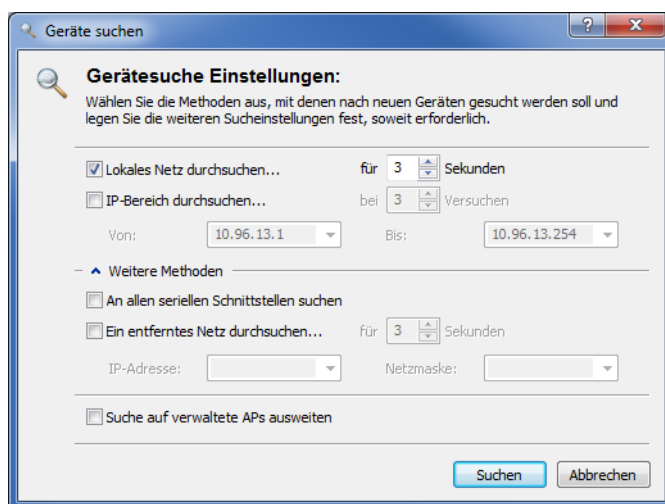 Geräte suchen
Gerätesuche Einstellungen:
Wählen Sie die Methoden aus, mit denen nach neuen Geräten gesucht werden soll und
legen Sie die weiteren Sucheinstellungen fest, soweit erforderlich.
Lokales Netz durchsuchen... für 3 Sekunden
IP-Bereich durchsuchen... bei 3 Versuchen
Von: 10.96.13.1 Bis: 10.96.13.254
Weitere Methoden
An allen seriellen Schnittstellen suchen
Ein entferntes Netz durchsuchen... für 3 Sekunden
IP-Adresse: Netzmaske:
Suche auf verwaltete APs ausweiten
Suchen Abbrechen